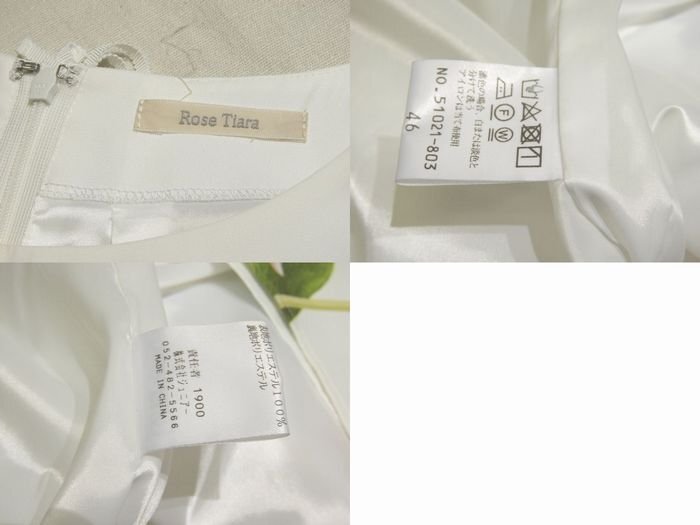 Rose Tiara
濃色の場合、白または淡色と
分けて洗う
アイロンは当て布使用
NO.51021-803
46
F
W
表地ポリエステル100%
裏地ポリエステル
責任者 1900
株式会社ジュニアー
052-482-5566
MADE IN CHINA